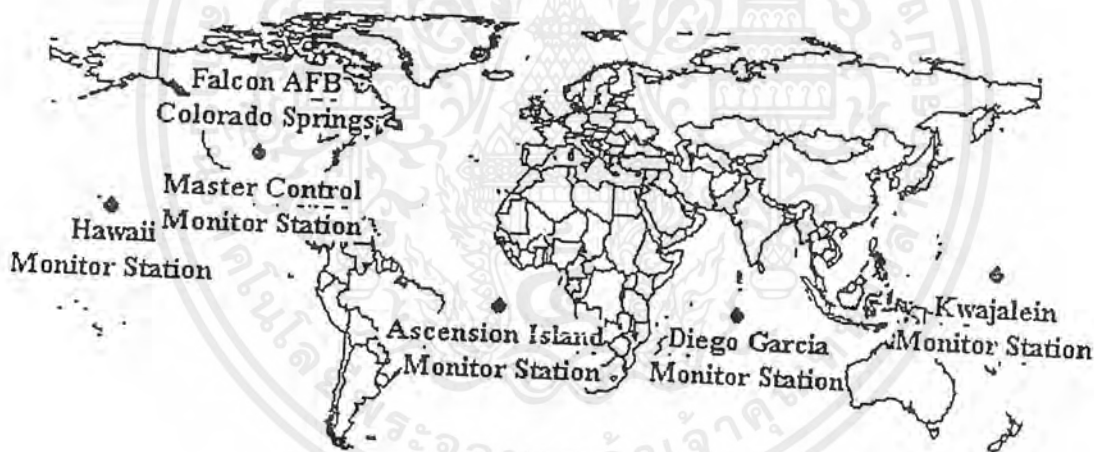 Falcon AFB
Colorado Springs
Master Control
Monitor Station
Hawaii
Monitor Station
Ascension Island
Monitor Station
Diego Garcia
Monitor Station
Kwajalein
Monitor Station